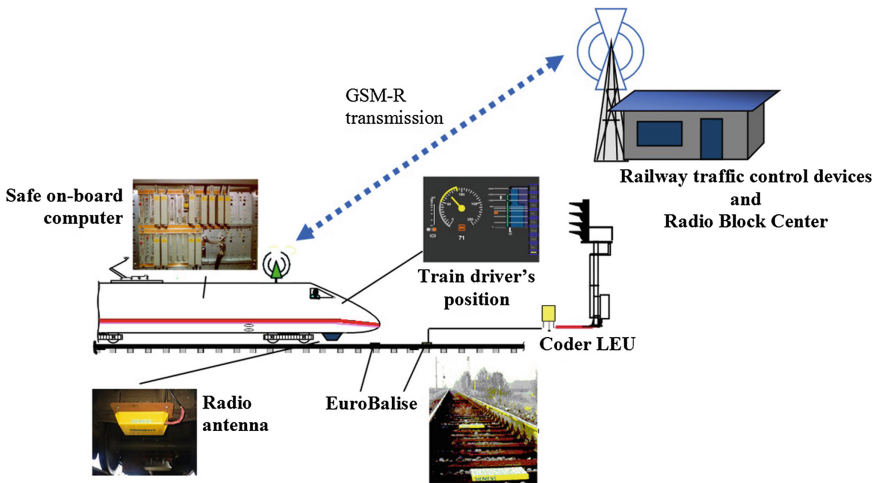 GSM-R
transmission
Safe on-board
computer
Railway traffic control devices
and
Radio Block Center
71
Train driver's
position
Coder LEU
Radio
antenna
EuroBalise